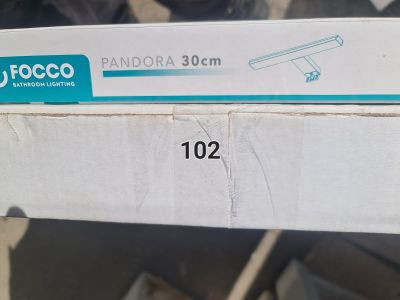 FOCCO
BATHROOM LIGHTING
PANDORA 30cm
102